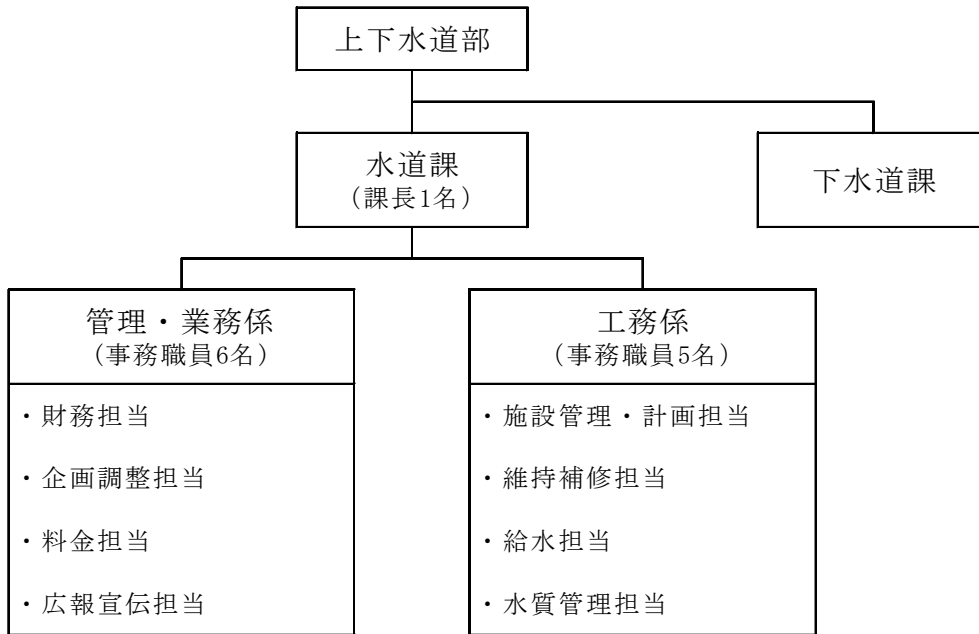 上下水道部
水道課
(課長1名)
下水道課
管理・業務係
(事務職員6名)
・財務担当
・企画調整担当
・料金担当
・広報宣伝担当
工務係
(事務職員5名)
・施設管理・計画担当
・維持補修担当
・給水担当
・水質管理担当